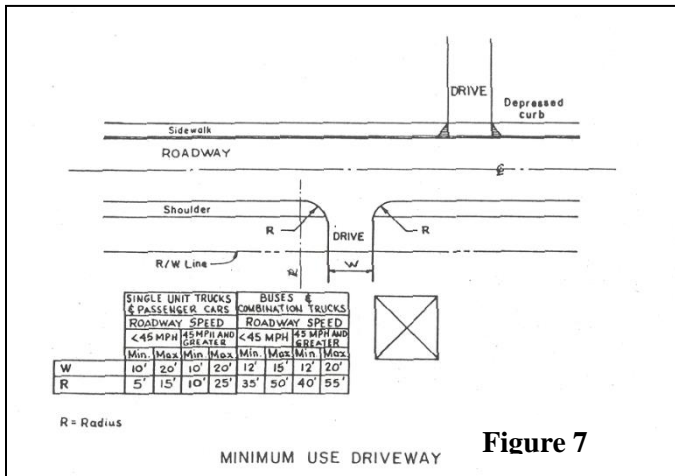 DRIVE
Depressed
curb
Sidewalk
ROADWAY
℄
Shoulder
R
DRIVE
R
R/W Line
W
SINGLE UNIT TRUCKS & PASSENGER CARS BUSES & COMBINATION TRUCKS
ROADWAY SPEED ROADWAY SPEED
<45 MPH 45 MPH AND GREATER <45 MPH 45 MPH AND GREATER
Min. Max Min. Max. Min. Max. Min. Max.
W 10' 20' 10' 20' 12' 15' 12' 20'
R 5' 15' 10' 25' 35' 50' 40' 55'
R = Radius
MINIMUM USE DRIVEWAY
Figure 7